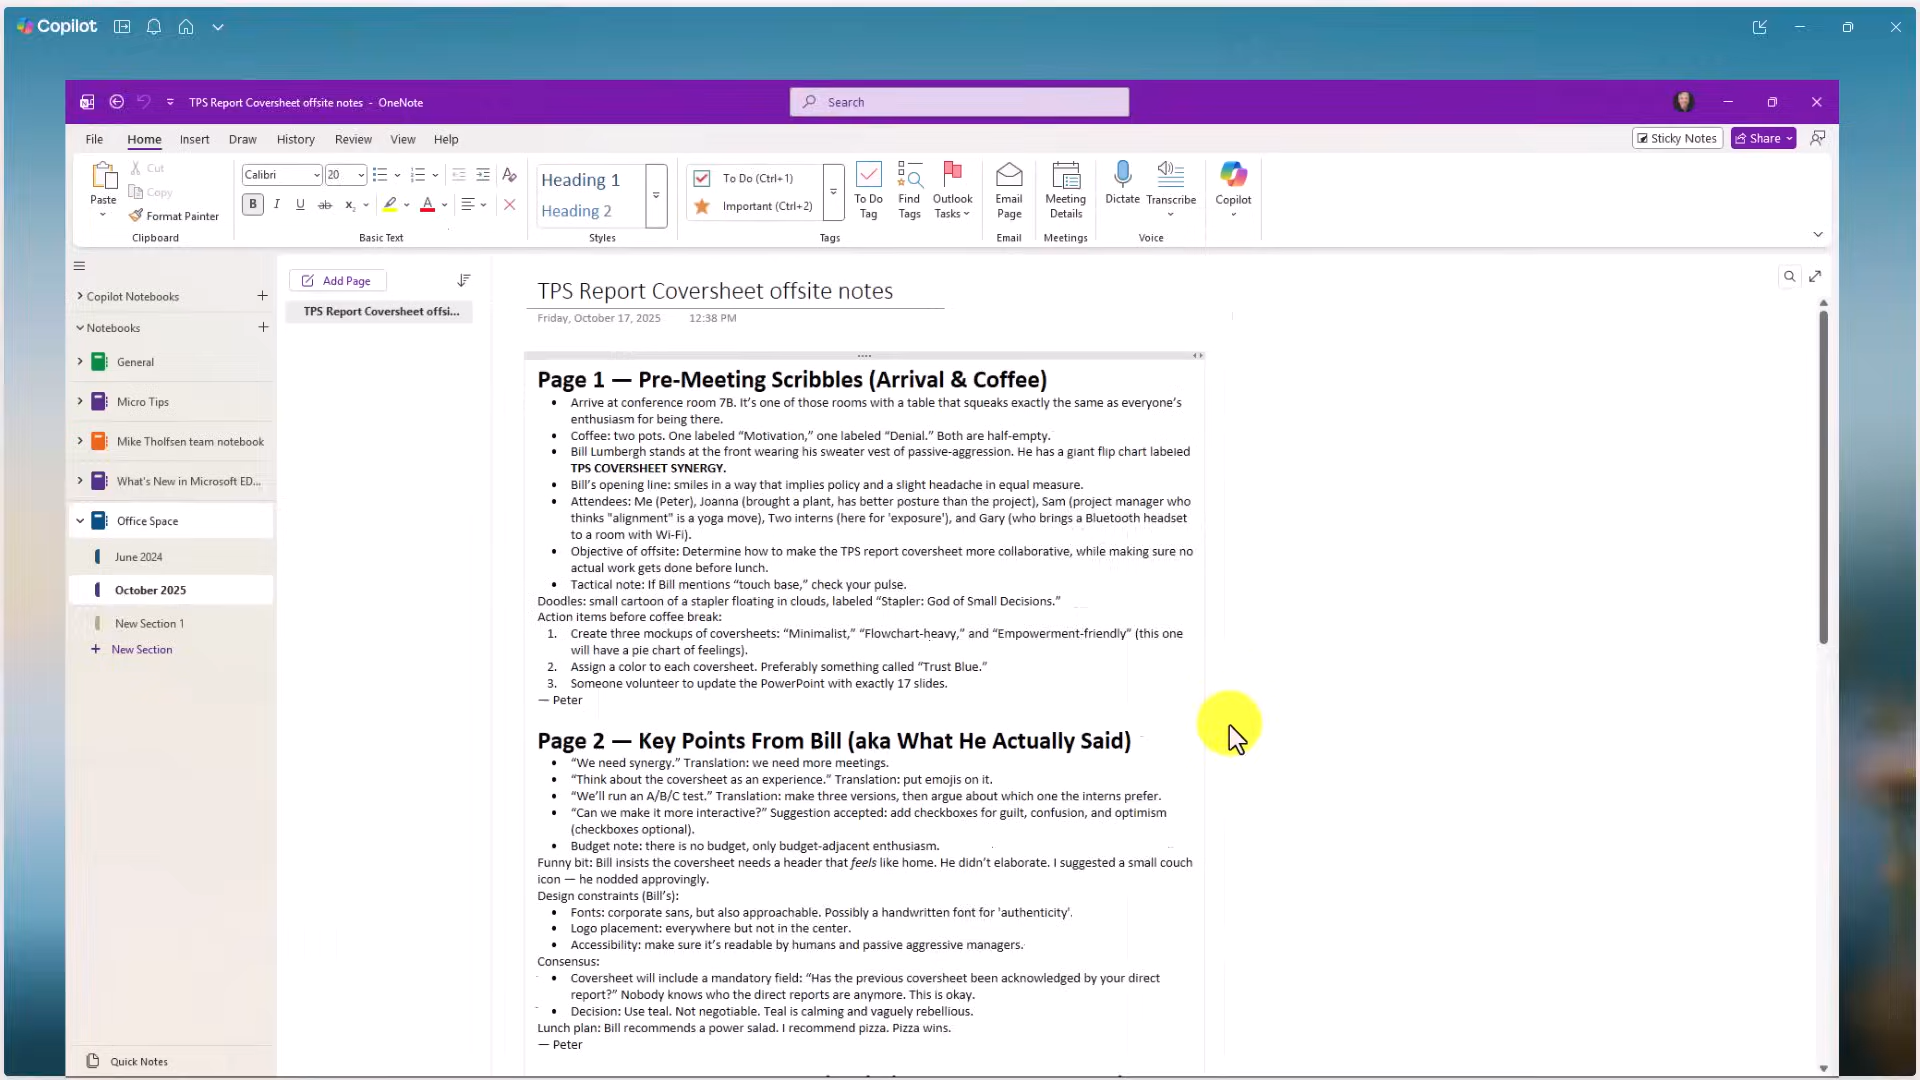 Copilot
TPS Report Coversheet offsite notes - OneNote
Search
File Home Insert Draw History Review View Help
Sticky Notes Share
Paste
Cut
Copy
Format Painter
Clipboard
Calibri 20
B I U ab x₂ A
Basic Text
Heading 1
Heading 2
Styles
To Do (Ctrl+1)
Important (Ctrl+2)
To Do Tag
Find Tags
Outlook Tasks
Tags
Email Page
Email
Meeting Details
Meetings
Dictate
Transcribe
Voice
Copilot
Copilot Notebooks
Notebooks
General
Micro Tips
Mike Tholfsen team notebook
What's New in Microsoft ED...
Office Space
June 2024
October 2025
New Section 1
New Section
Quick Notes
Add Page
TPS Report Coversheet offsi...
TPS Report Coversheet offsite notes
Friday, October 17, 2025 12:38 PM
Page 1 — Pre-Meeting Scribbles (Arrival & Coffee)
• Arrive at conference room 7B. It’s one of those rooms with a table that squeaks exactly the same as everyone’s
enthusiasm for being there.
• Coffee: two pots. One labeled “Motivation,” one labeled “Denial.” Both are half-empty.
• Bill Lumbergh stands at the front wearing his sweater vest of passive-aggression. He has a giant flip chart labeled
TPS COVERSHEET SYNERGY.
• Bill’s opening line: smiles in a way that implies policy and a slight headache in equal measure.
• Attendees: Me (Peter), Joanna (brought a plant, has better posture than the project), Sam (project manager who
thinks "alignment" is a yoga move), Two interns (here for 'exposure'), and Gary (who brings a Bluetooth headset
to a room with Wi-Fi).
• Objective of offsite: Determine how to make the TPS report coversheet more collaborative, while making sure no
actual work gets done before lunch.
• Tactical note: If Bill mentions “touch base,” check your pulse.
Doodles: small cartoon of a stapler floating in clouds, labeled “Stapler: God of Small Decisions.”
Action items before coffee break:
1. Create three mockups of coversheets: “Minimalist,” “Flowchart-heavy,” and “Empowerment-friendly” (this one
will have a pie chart of feelings).
2. Assign a color to each coversheet. Preferably something called “Trust Blue.”
3. Someone volunteer to update the PowerPoint with exactly 17 slides.
— Peter
Page 2 — Key Points From Bill (aka What He Actually Said)
• “We need synergy.” Translation: we need more meetings.
• “Think about the coversheet as an experience.” Translation: put emojis on it.
• “We’ll run an A/B/C test.” Translation: make three versions, then argue about which one the interns prefer.
• “Can we make it more interactive?” Suggestion accepted: add checkboxes for guilt, confusion, and optimism
(checkboxes optional).
• Budget note: there is no budget, only budget-adjacent enthusiasm.
Funny bit: Bill insists the coversheet needs a header that feels like home. He didn’t elaborate. I suggested a small couch
icon — he nodded approvingly.
Design constraints (Bill’s):
• Fonts: corporate sans, but also approachable. Possibly a handwritten font for 'authenticity'.
• Logo placement: everywhere but not in the center.
• Accessibility: make sure it’s readable by humans and passive aggressive managers.
Consensus:
• Coversheet will include a mandatory field: “Has the previous coversheet been acknowledged by your direct
report?” Nobody knows who the direct reports are anymore. This is okay.
• Decision: Use teal. Not negotiable. Teal is calming and vaguely rebellious.
Lunch plan: Bill recommends a power salad. I recommend pizza. Pizza wins.
— Peter